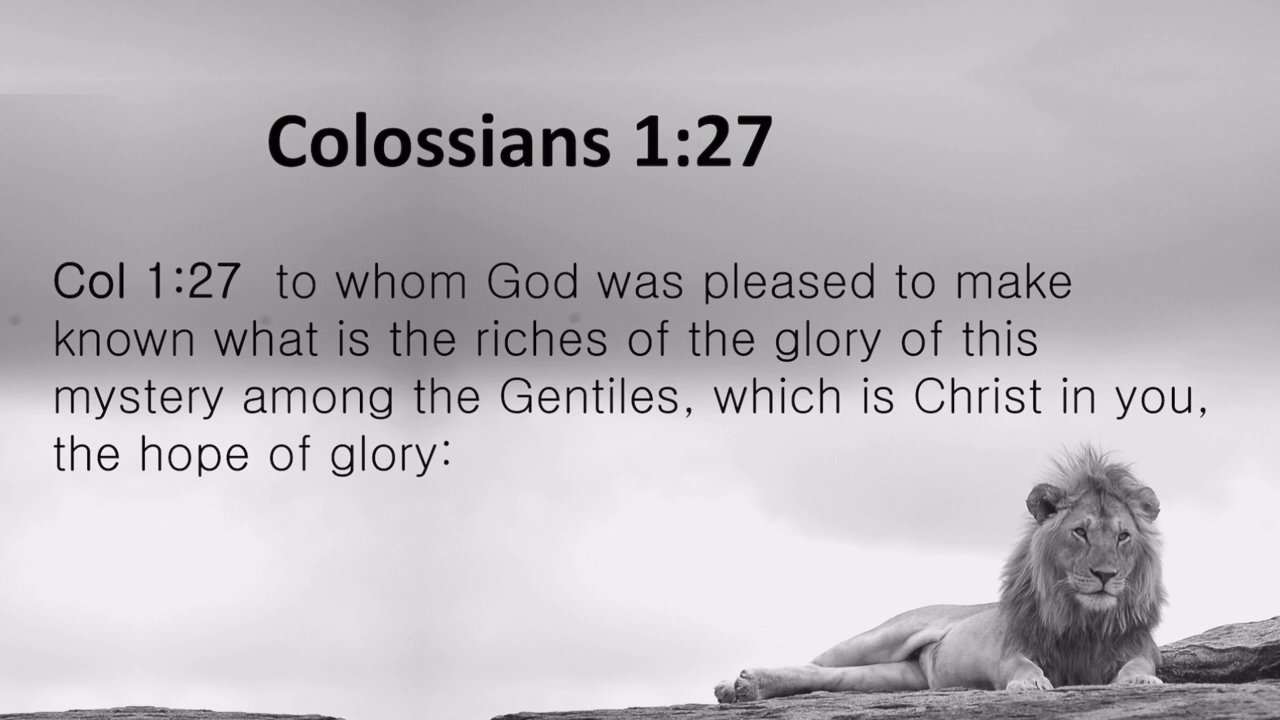 Colossians 1:27
Col 1:27 to whom God was pleased to make
known what is the riches of the glory of this
mystery among the Gentiles, which is Christ in you,
the hope of glory: